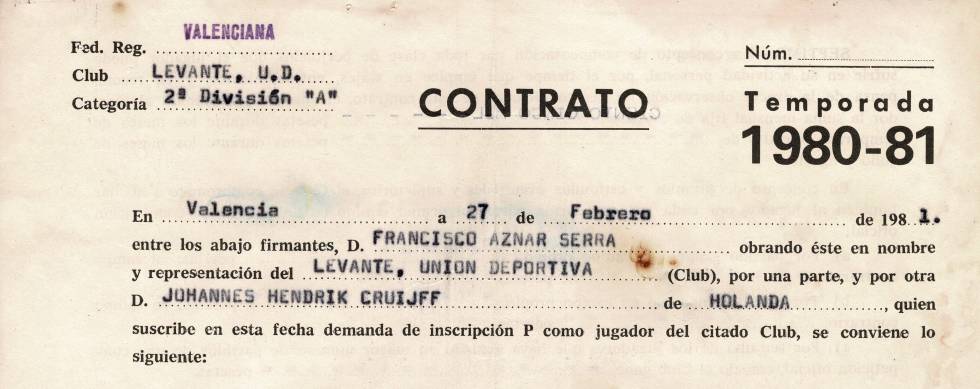 Fed. Reg. VALENCIANA
Club LEVANTE, U.D.
Categoría 2ª División "A"
CONTRATO
Núm.
Temporada
1980-81
En Valencia a 27 de Febrero de 1981.
entre los abajo firmantes, D. FRANCISCO AZNAR SERRA obrando éste en nombre
y representación del LEVANTE, UNION DEPORTIVA (Club), por una parte, y por otra
D. JOHANNES HENDRIK CRUIJFF de HOLANDA, quien
suscribe en esta fecha demanda de inscripción P como jugador del citado Club, se conviene lo
siguiente: